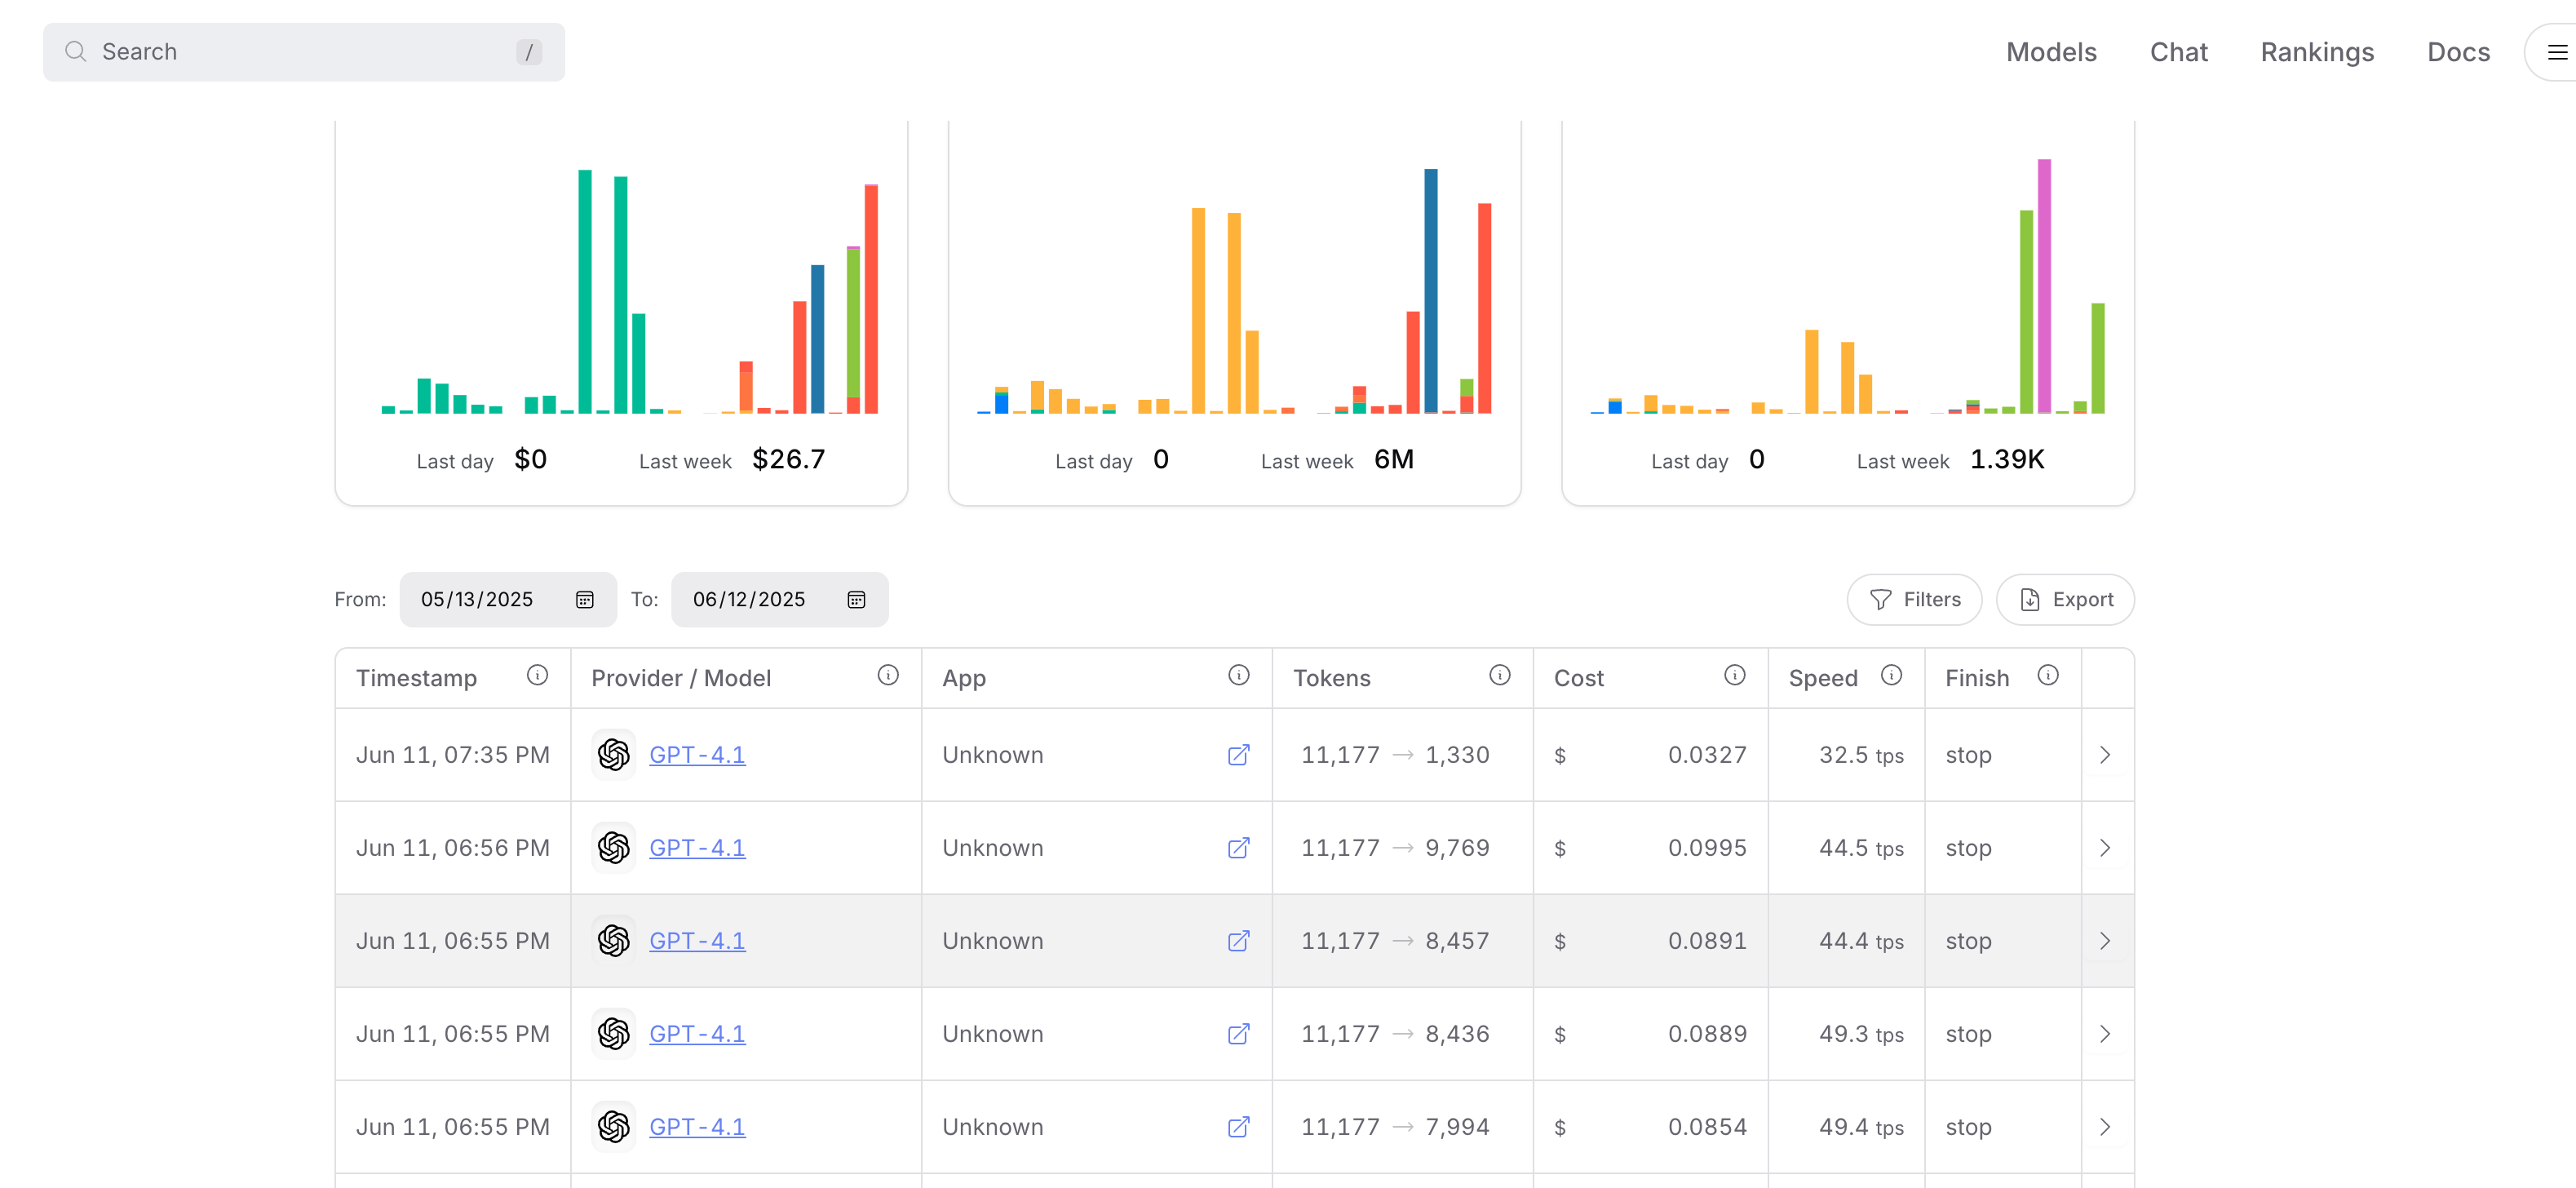 Search /
Models Chat Rankings Docs
Last day $0 Last week $26.7
Last day 0 Last week 6M
Last day 0 Last week 1.39K
From: 05/13/2025 To: 06/12/2025
Filters Export
Timestamp Provider / Model App Tokens Cost Speed Finish
Jun 11, 07:35 PM GPT-4.1 Unknown 11,177 → 1,330 $ 0.0327 32.5 tps stop
Jun 11, 06:56 PM GPT-4.1 Unknown 11,177 → 9,769 $ 0.0995 44.5 tps stop
Jun 11, 06:55 PM GPT-4.1 Unknown 11,177 → 8,457 $ 0.0891 44.4 tps stop
Jun 11, 06:55 PM GPT-4.1 Unknown 11,177 → 8,436 $ 0.0889 49.3 tps stop
Jun 11, 06:55 PM GPT-4.1 Unknown 11,177 → 7,994 $ 0.0854 49.4 tps stop